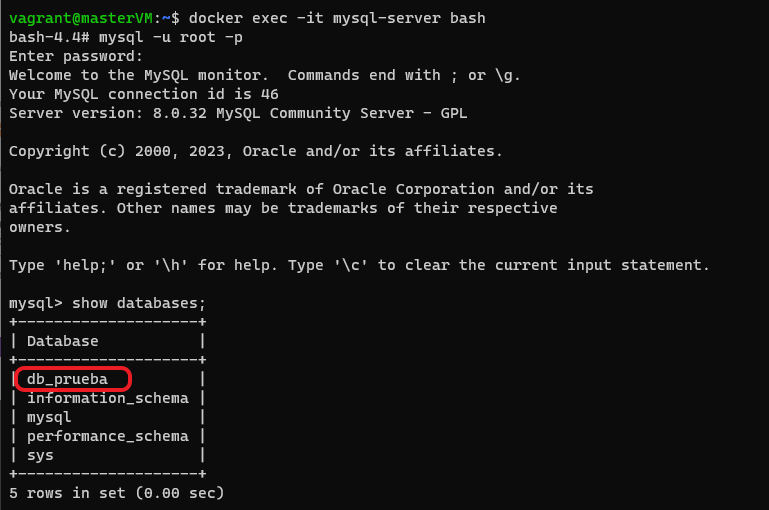 vagrant@masterVM:~$ docker exec -it mysql-server bash
bash-4.4# mysql -u root -p
Enter password:
Welcome to the MySQL monitor.  Commands end with ; or \g.
Your MySQL connection id is 46
Server version: 8.0.32 MySQL Community Server - GPL

Copyright (c) 2000, 2023, Oracle and/or its affiliates.

Oracle is a registered trademark of Oracle Corporation and/or its
affiliates. Other names may be trademarks of their respective
owners.

Type 'help;' or '\h' for help. Type '\c' to clear the current input statement.

mysql> show databases;
+--------------------+
| Database           |
+--------------------+
| db_prueba          |
| information_schema |
| mysql              |
| performance_schema |
| sys                |
+--------------------+
5 rows in set (0.00 sec)